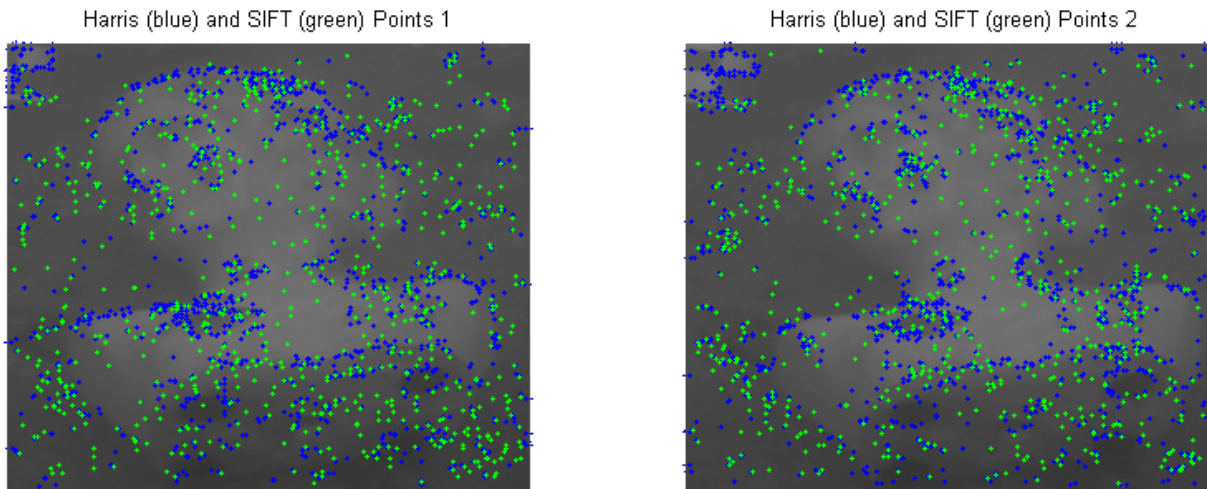 Harris (blue) and SIFT (green) Points 1
Harris (blue) and SIFT (green) Points 2